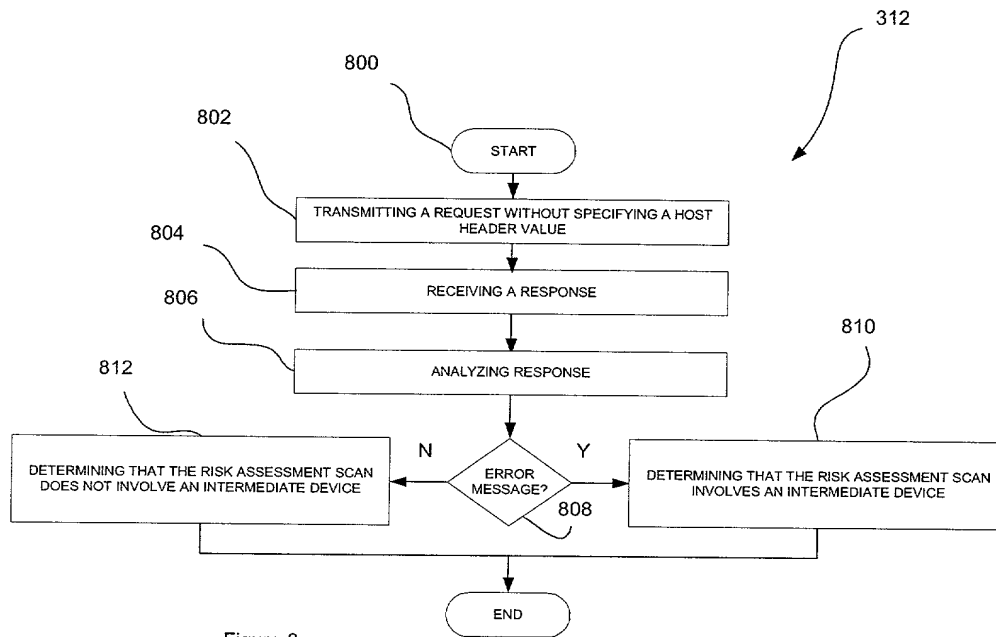 312
800
802
START
TRANSMITTING A REQUEST WITHOUT SPECIFYING A HOST
HEADER VALUE
804
RECEIVING A RESPONSE
806
810
ANALYZING RESPONSE
812
N
Y
DETERMINING THAT THE RISK ASSESSMENT SCAN
DOES NOT INVOLVE AN INTERMEDIATE DEVICE
ERROR
MESSAGE?
DETERMINING THAT THE RISK ASSESSMENT SCAN
INVOLVES AN INTERMEDIATE DEVICE
808
END